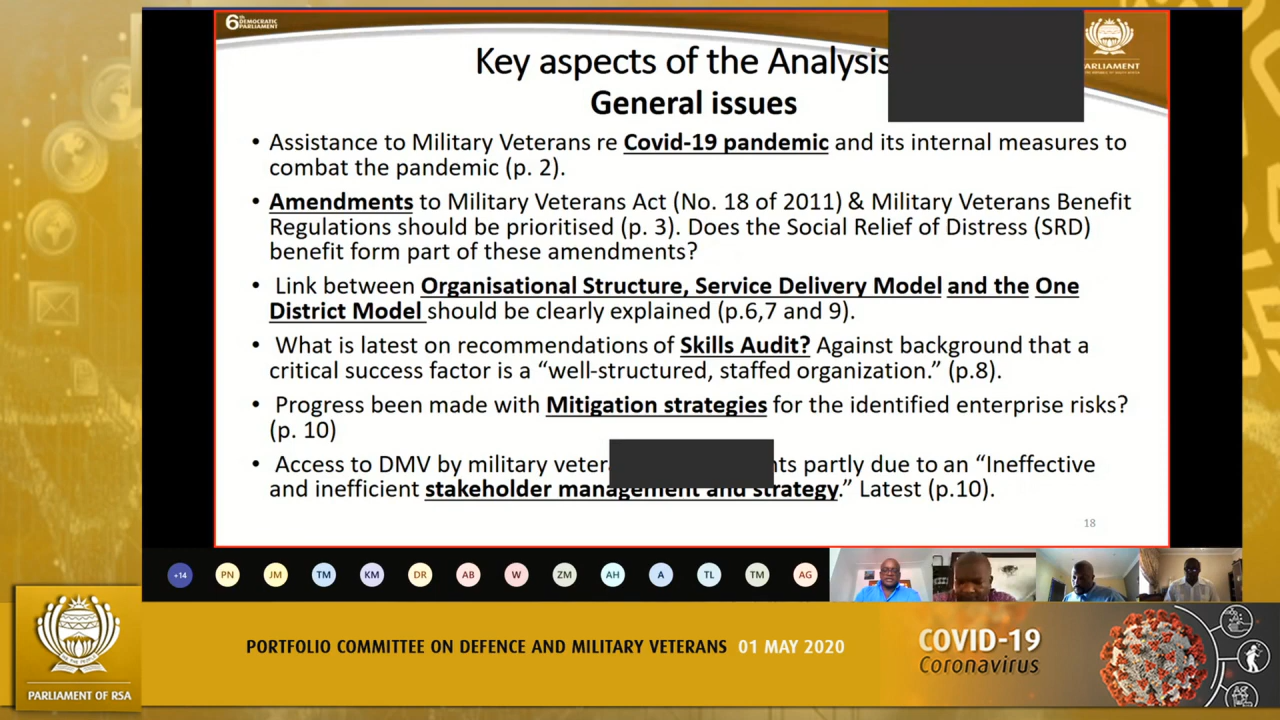 6th
DEMOCRATIC
PARLIAMENT
PARLIAMENT
Key aspects of the Analysis
General issues
• Assistance to Military Veterans re Covid-19 pandemic and its internal measures to
combat the pandemic (p. 2).
• Amendments to Military Veterans Act (No. 18 of 2011) & Military Veterans Benefit
Regulations should be prioritised (p. 3). Does the Social Relief of Distress (SRD)
benefit form part of these amendments?
• Link between Organisational Structure, Service Delivery Model and the One
District Model should be clearly explained (p.6,7 and 9).
• What is latest on recommendations of Skills Audit? Against background that a
critical success factor is a “well-structured, staffed organization.” (p.8).
• Progress been made with Mitigation strategies for the identified enterprise risks?
(p. 10)
• Access to DMV by military partly due to an “Ineffective
and inefficient stakeholder management and strategy.” Latest (p.10).
18
+14 PN JM TM KM DR AB W ZM AH A TL TM AG
PORTFOLIO COMMITTEE ON DEFENCE AND MILITARY VETERANS 01 MAY 2020
COVID-19
Coronavirus
PARLIAMENT OF RSA